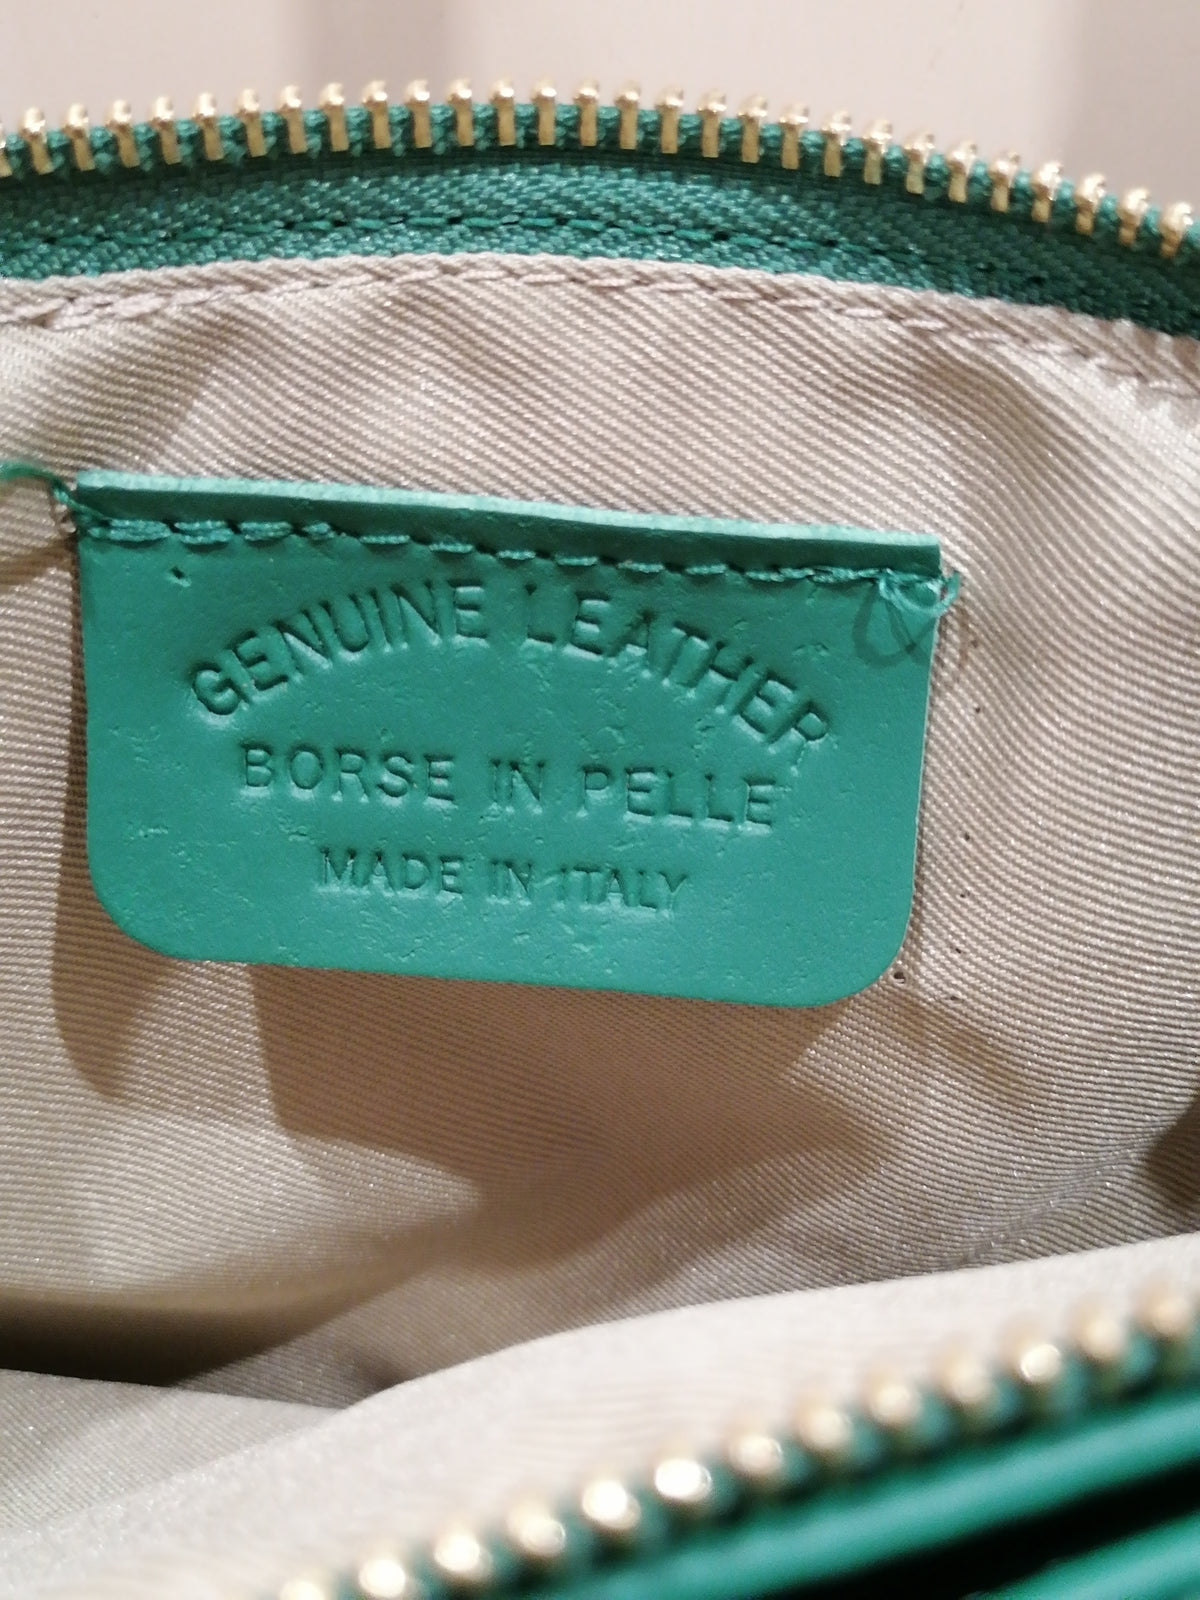 GENUINE LEATHER
BORSE IN PELLE
MADE IN ITALY